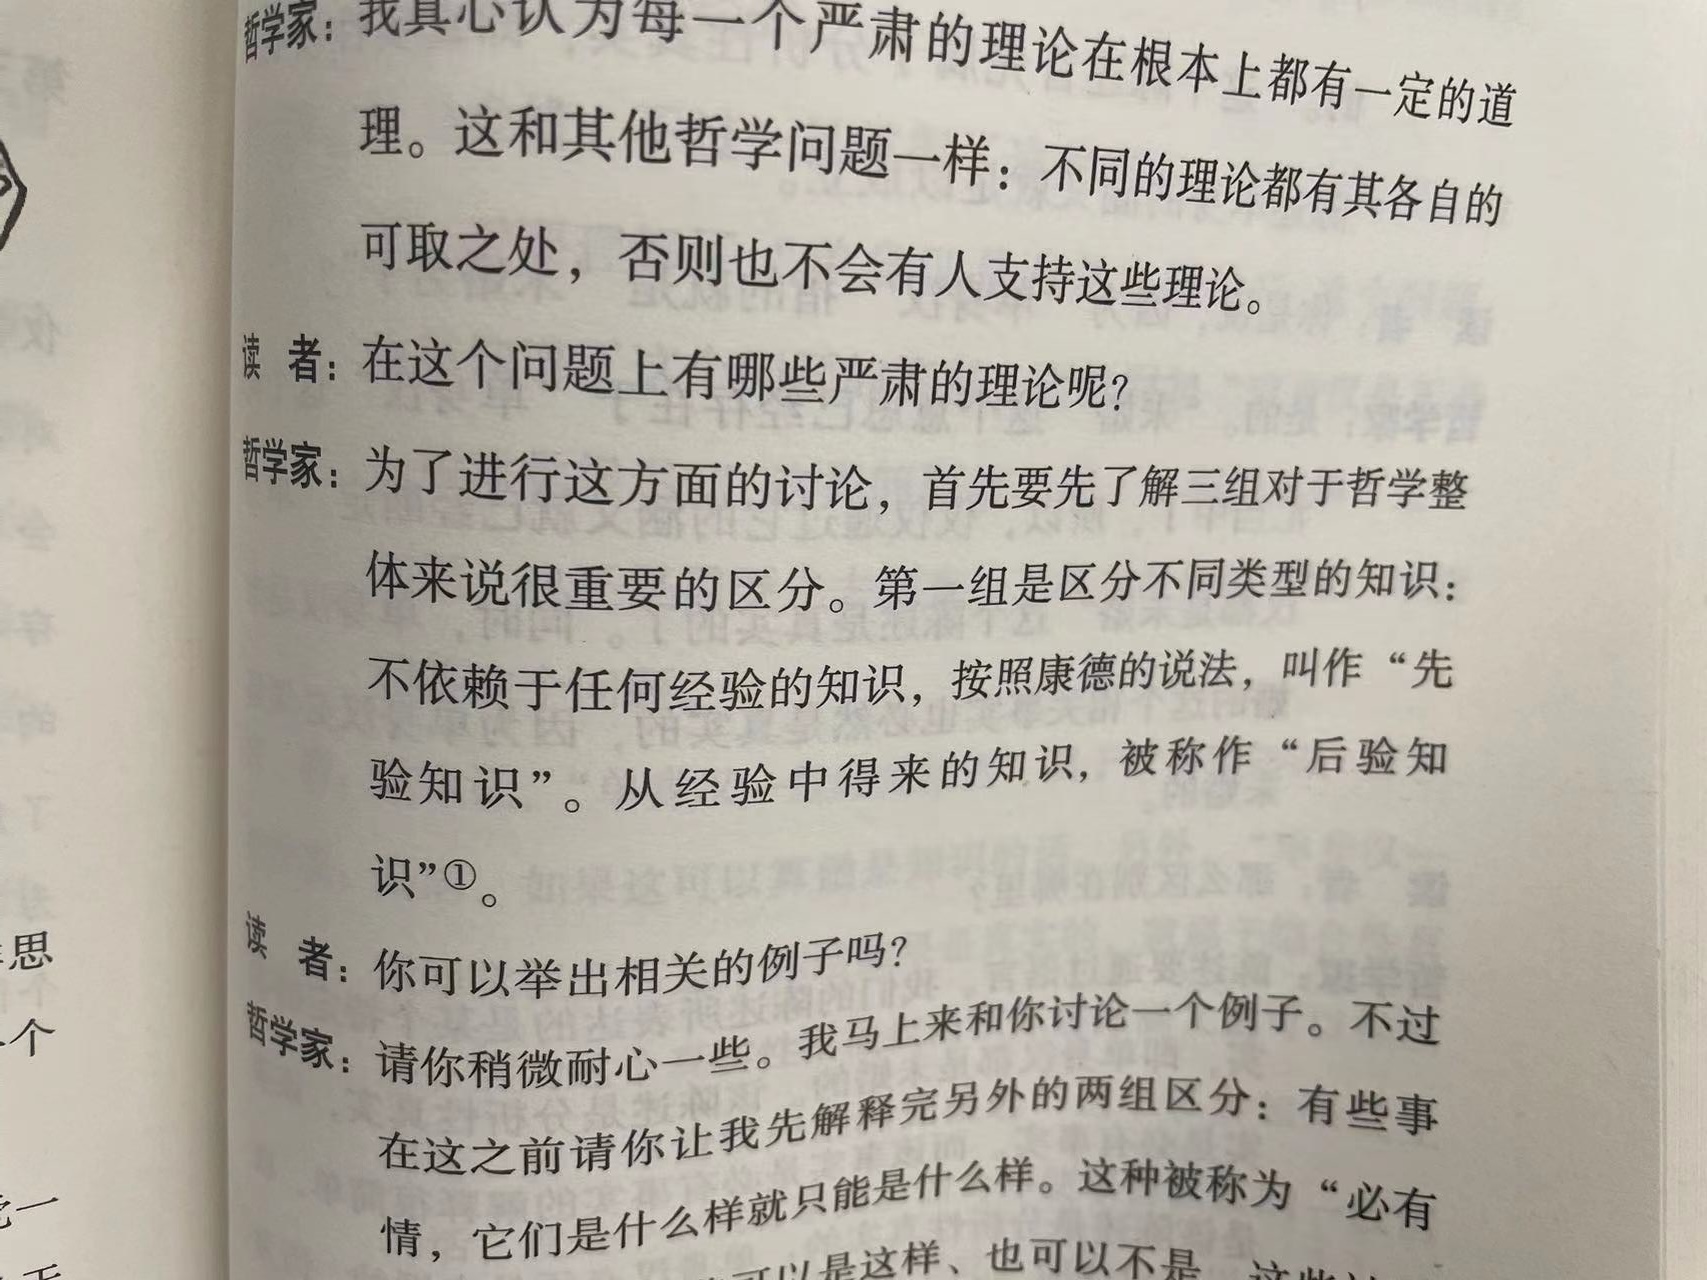 哲学家：我真心认为每一个严肃的理论在根本上都有一定的道
理。这和其他哲学问题一样：不同的理论都有其各自的
可取之处，否则也不会有人支持这些理论。
读 者：在这个问题上有哪些严肃的理论呢？
哲学家：为了进行这方面的讨论，首先要先了解三组对于哲学整
体来说很重要的区分。第一组是区分不同类型的知识：
不依赖于任何经验的知识，按照康德的说法，叫作“先
验知识”。从经验中得来的知识，被称作“后验知
识”①。
读 者：你可以举出相关的例子吗？
哲学家：请你稍微耐心一些。我马上来和你讨论一个例子。不过
在这之前请你让我先解释完另外的两组区分：有些事
情，它们是什么样就只能是什么样。这种被称为“必有
可以是这样、也可以不是
思
个
一